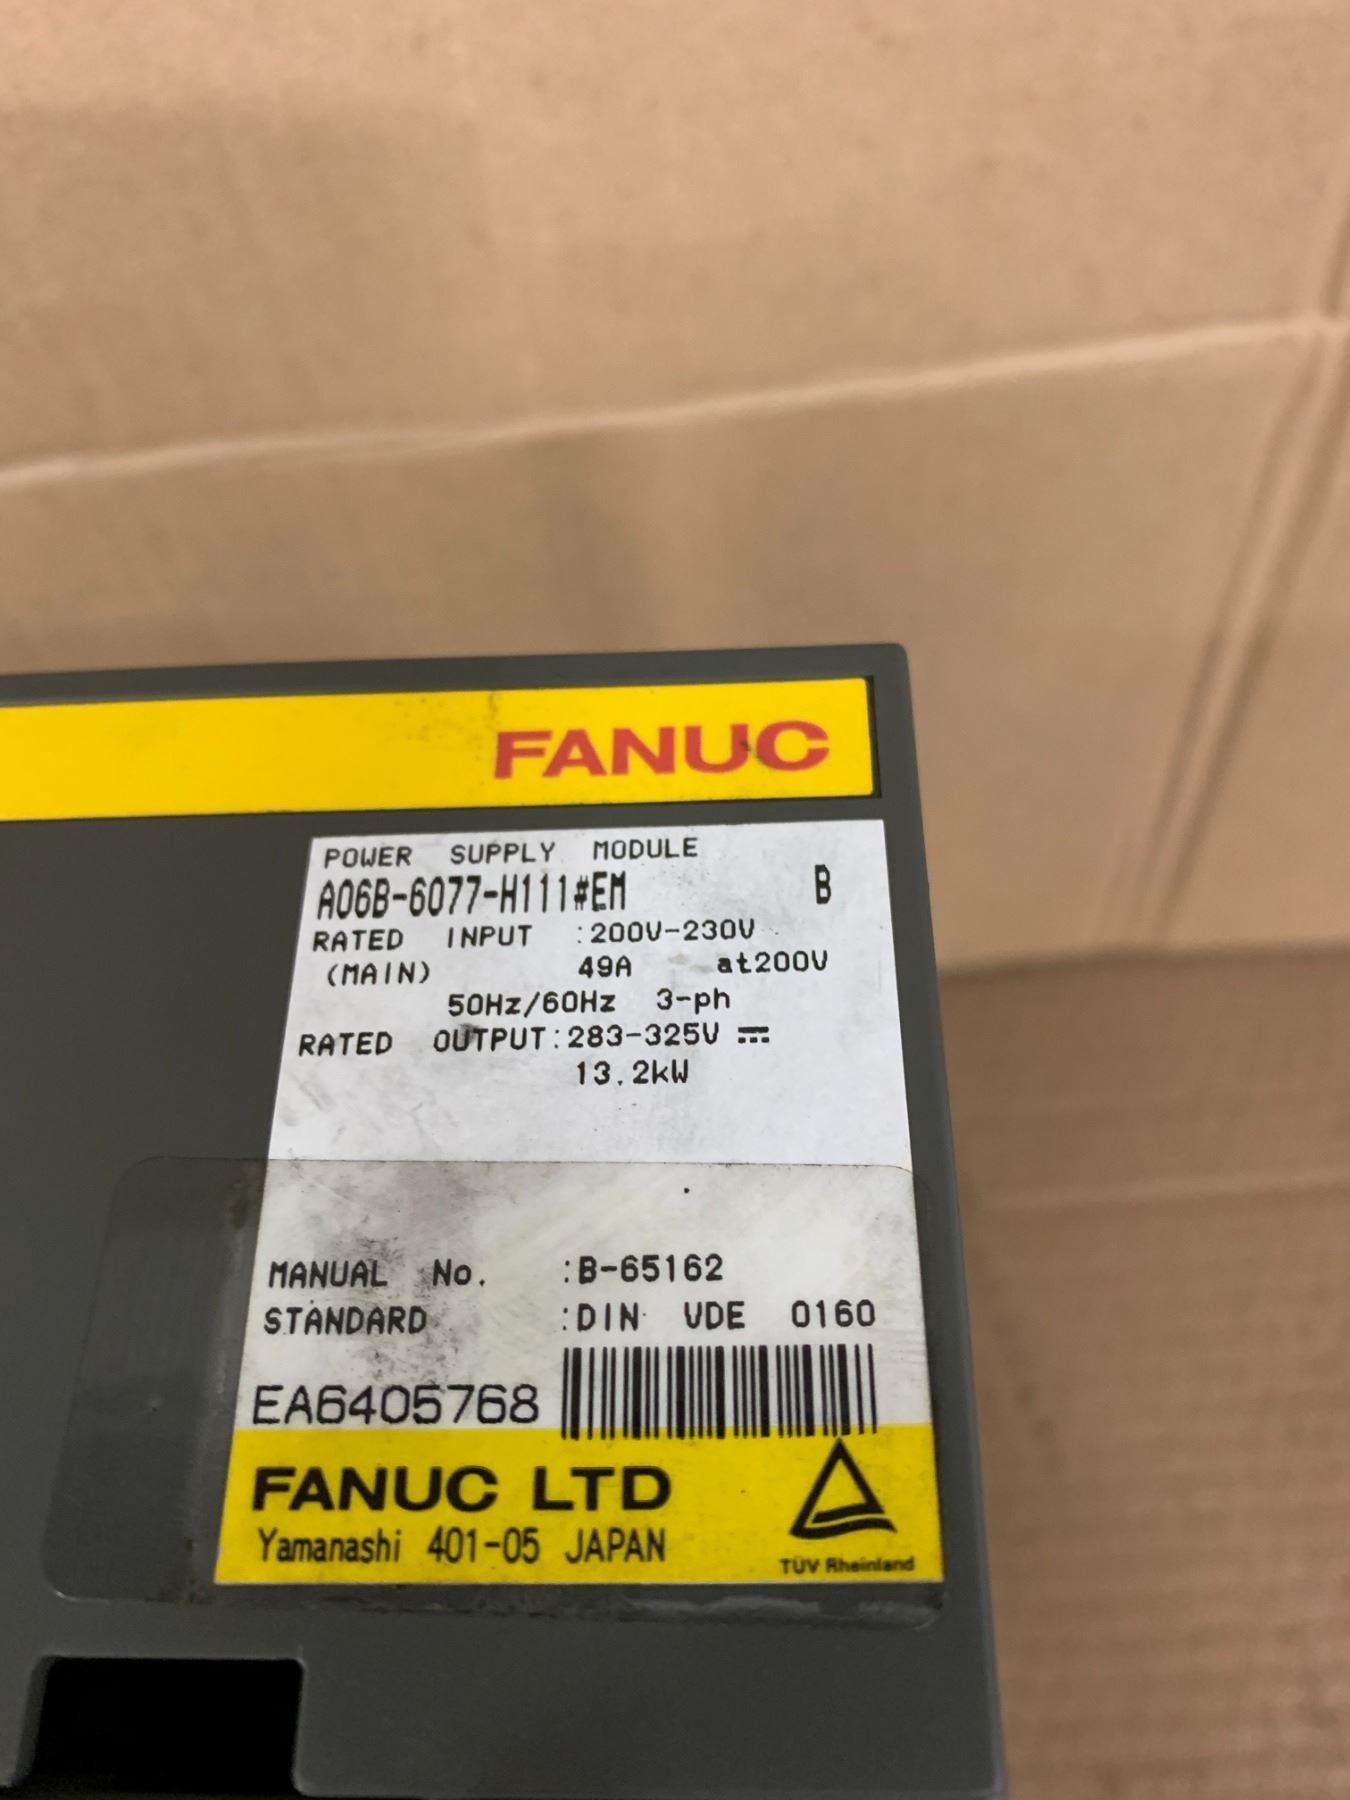 FANUC
POWER SUPPLY MODULE
A06B-6077-H111#EM B
RATED INPUT :200V-230V
(MAIN) 49A at200V
50Hz/60Hz 3-ph
RATED OUTPUT:283-325V ⎓
13.2kW
MANUAL No. :B-65162
STANDARD :DIN VDE 0160
EA6405768
FANUC LTD
Yamanashi 401-05 JAPAN
TÜV Rheinland